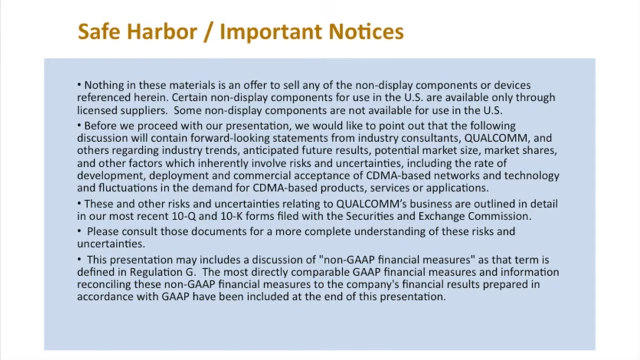 Safe Harbor / Important Notices
• Nothing in these materials is an offer to sell any of the non-display components or devices
referenced herein. Certain non-display components for use in the U.S. are available only through
licensed suppliers.  Some non-display components are not available for use in the U.S.
• Before we proceed with our presentation, we would like to point out that the following
discussion will contain forward-looking statements from industry consultants, QUALCOMM, and
others regarding industry trends, anticipated future results, potential market size, market shares,
and other factors which inherently involve risks and uncertainties, including the rate of
development, deployment and commercial acceptance of CDMA-based networks and technology
and fluctuations in the demand for CDMA-based products, services or applications.
• These and other risks and uncertainties relating to QUALCOMM's business are outlined in detail
in our most recent 10-Q and 10-K forms filed with the Securities and Exchange Commission.
•  Please consult those documents for a more complete understanding of these risks and
uncertainties.
•  This presentation may includes a discussion of "non-GAAP financial measures" as that term is
defined in Regulation G.  The most directly comparable GAAP financial measures and information
reconciling these non-GAAP financial measures to the company's financial results prepared in
accordance with GAAP have been included at the end of this presentation.